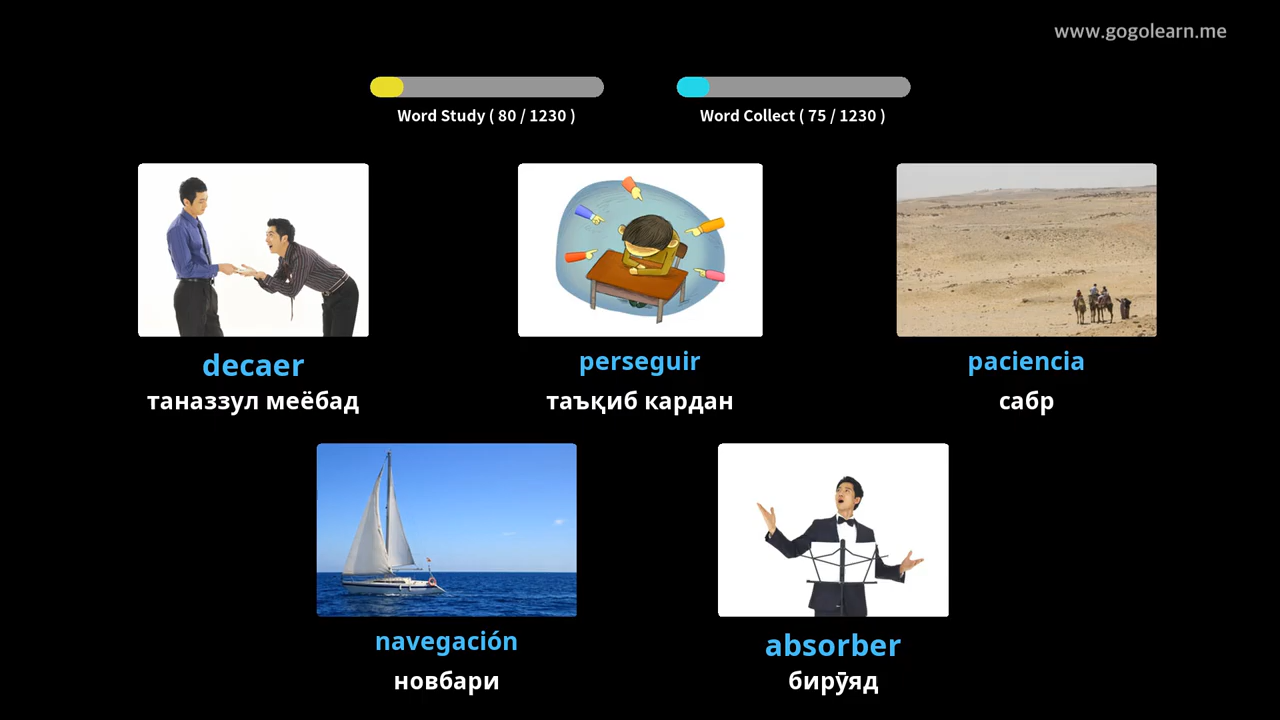 www.gogolearn.me
Word Study ( 80 / 1230 )
Word Collect ( 75 / 1230 )
decaer
таназзул меёбад
perseguir
таъқиб кардан
paciencia
сабр
navegación
новбари
absorber
бирӯяд